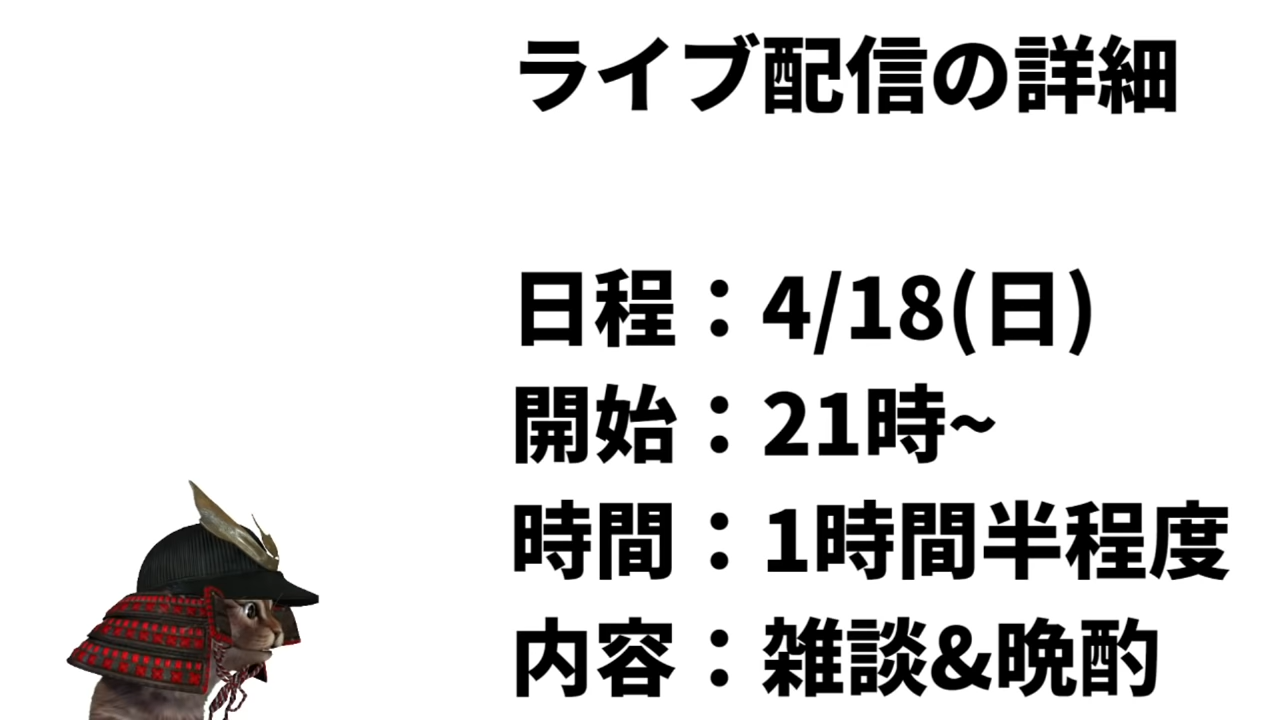 ライブ配信の詳細
日程：4/18(日)
開始：21時~
時間：1時間半程度
内容：雑談&晩酌